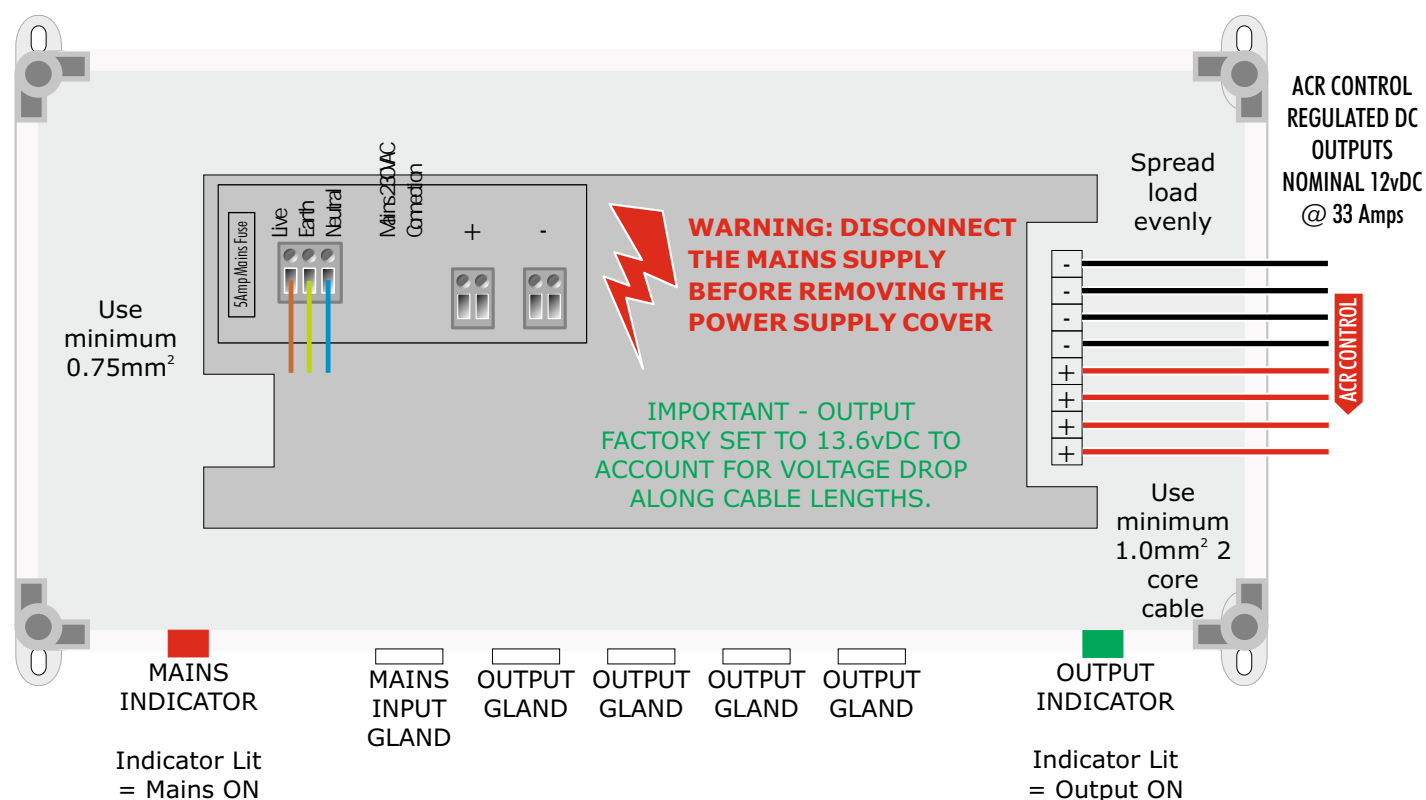 ACR CONTROL
REGULATED DC
OUTPUTS
NOMINAL 12vDC
@ 33 Amps
Spread
load
evenly
5Amp Mains Fuse
Live
Earth
Neutral
Mains 230VAC
Connection
+
-
WARNING: DISCONNECT
THE MAINS SUPPLY
BEFORE REMOVING THE
POWER SUPPLY COVER
Use
minimum
0.75mm²
-
-
-
-
+
+
+
+
ACR CONTROL
IMPORTANT - OUTPUT
FACTORY SET TO 13.6vDC TO
ACCOUNT FOR VOLTAGE DROP
ALONG CABLE LENGTHS.
Use
minimum
1.0mm² 2
core
cable
MAINS
INDICATOR
Indicator Lit
= Mains ON
MAINS
INPUT
GLAND
OUTPUT
GLAND
OUTPUT
GLAND
OUTPUT
GLAND
OUTPUT
GLAND
OUTPUT
INDICATOR
Indicator Lit
= Output ON